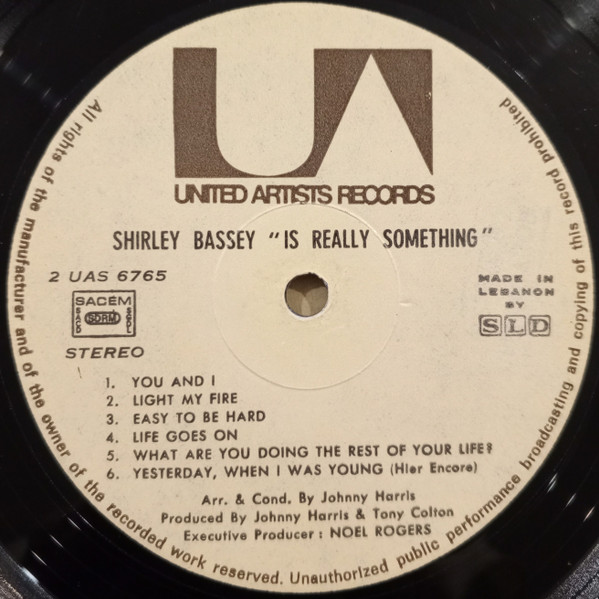 UA
UNITED ARTISTS RECORDS
SHIRLEY BASSEY "IS REALLY SOMETHING"
2 UAS 6765
SACEM
SACD SDRM SGDL
STEREO
MADE IN
LEBANON
BY
SLD
1. YOU AND I
2. LIGHT MY FIRE
3. EASY TO BE HARD
4. LIFE GOES ON
5. WHAT ARE YOU DOING THE REST OF YOUR LIFE?
6. YESTERDAY, WHEN I WAS YOUNG (Hier Encore)
Arr. & Cond. By Johnny Harris
Produced By Johnny Harris & Tony Colton
Executive Producer : NOEL ROGERS
All rights of the manufacturer and of the owner of the recorded work reserved. Unauthorized public performance broadcasting and copying of this record prohibited